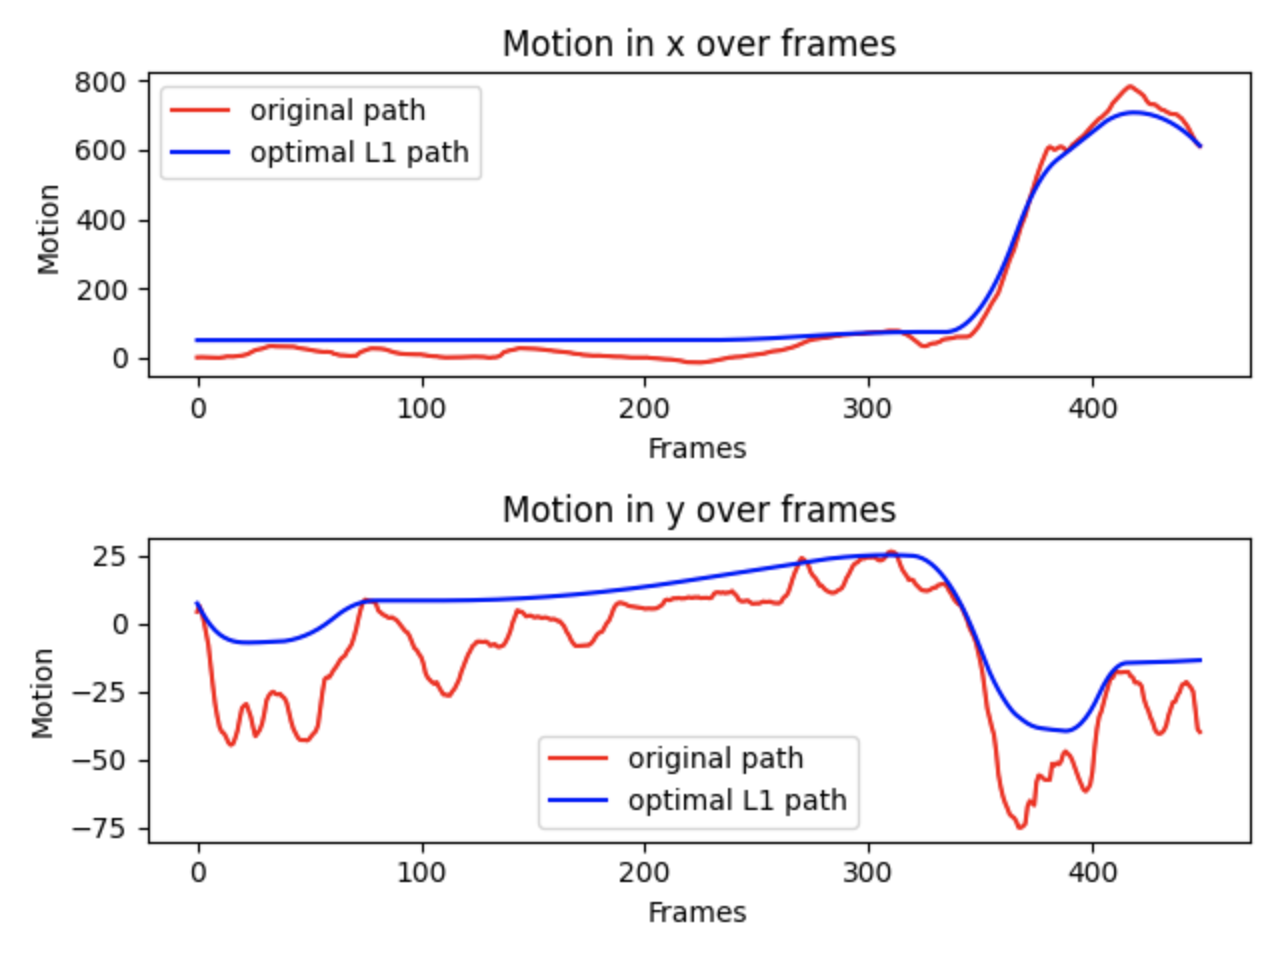 Motion in x over frames
800
600
400
200
0
Motion
original path
optimal L1 path
0 100 200 300 400
Frames
Motion in y over frames
25
0
−25
−50
−75
Motion
original path
optimal L1 path
0 100 200 300 400
Frames